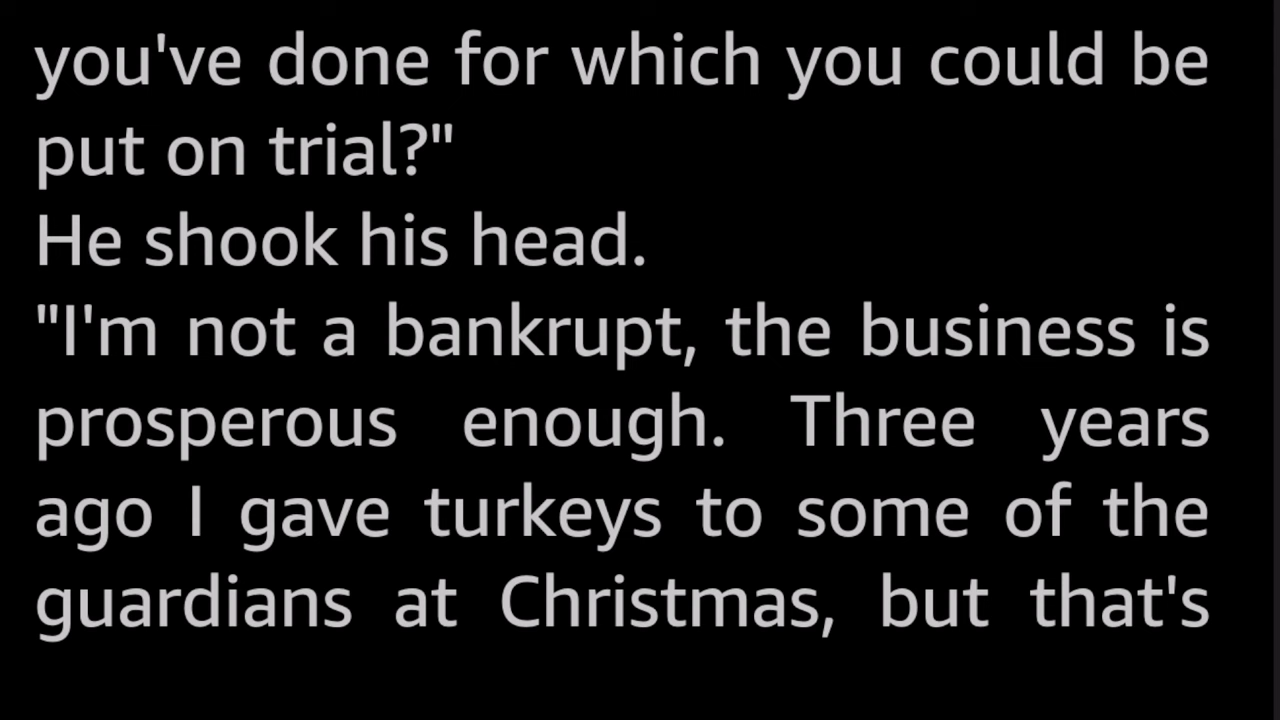 you've done for which you could be
put on trial?"
He shook his head.
"I'm not a bankrupt, the business is
prosperous enough. Three years
ago I gave turkeys to some of the
guardians at Christmas, but that's